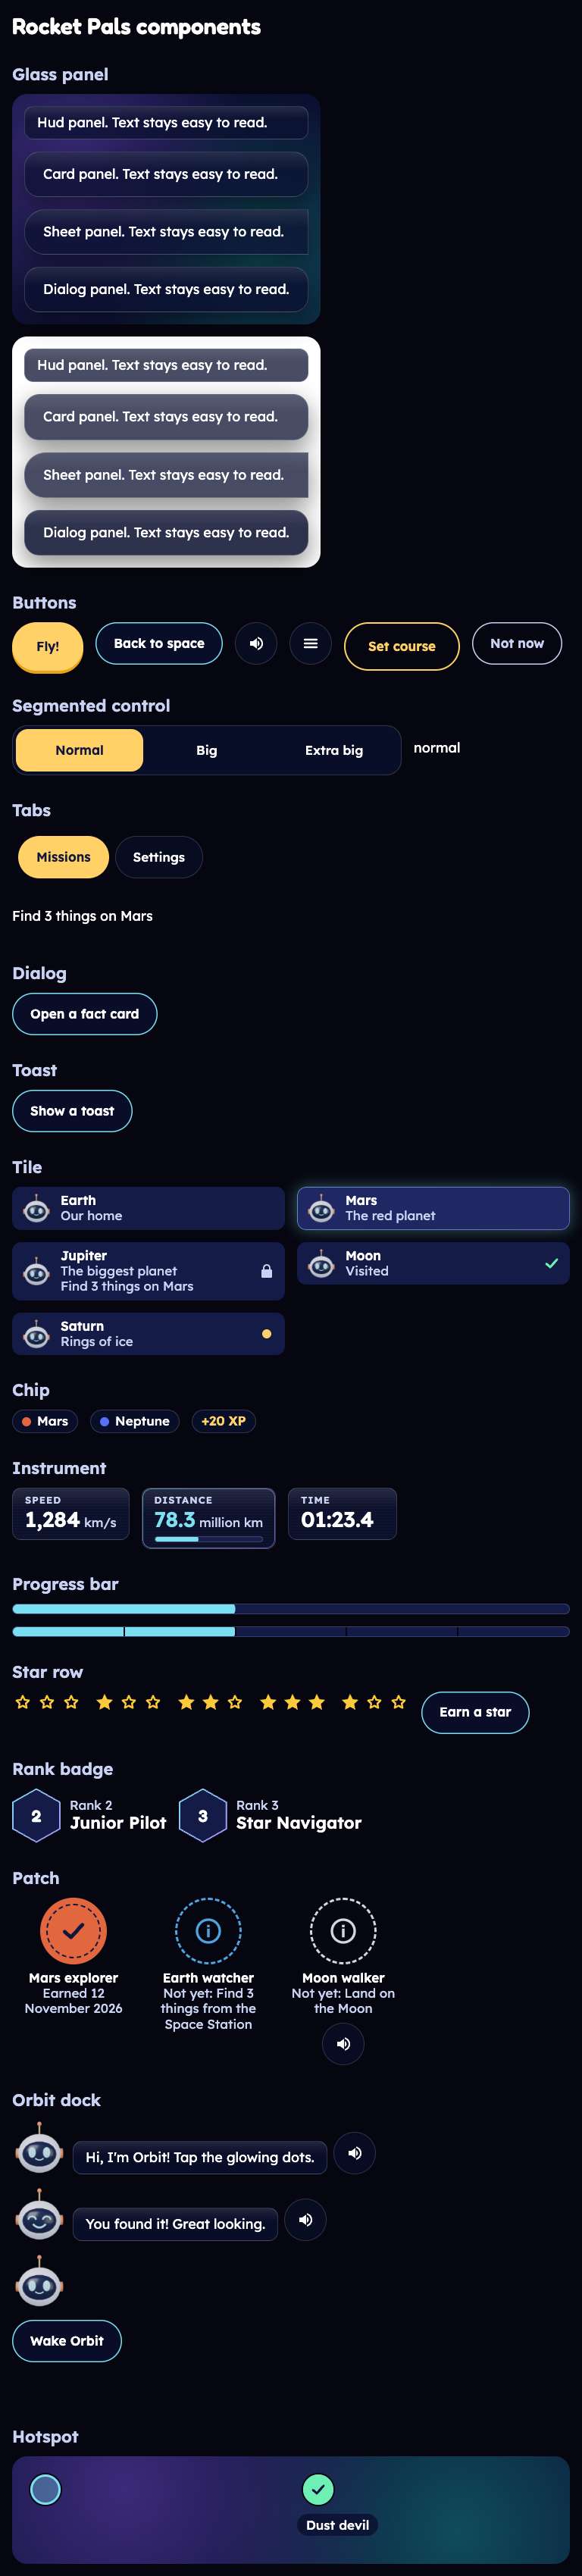 Rocket Pals components
Glass panel
Hud panel. Text stays easy to read.
Card panel. Text stays easy to read.
Sheet panel. Text stays easy to read.
Dialog panel. Text stays easy to read.
Hud panel. Text stays easy to read.
Card panel. Text stays easy to read.
Sheet panel. Text stays easy to read.
Dialog panel. Text stays easy to read.
Buttons
Fly!
Back to space
Set course
Not now
Segmented control
Normal
Big
Extra big
normal
Tabs
Missions
Settings
Find 3 things on Mars
Dialog
Open a fact card
Toast
Show a toast
Tile
Earth
Our home
Mars
The red planet
Jupiter
The biggest planet
Find 3 things on Mars
Moon
Visited
Saturn
Rings of ice
Chip
Mars
Neptune
+20 XP
Instrument
SPEED
1,284 km/s
DISTANCE
78.3 million km
TIME
01:23.4
Progress bar
Star row
Earn a star
Rank badge
2
Rank 2
Junior Pilot
3
Rank 3
Star Navigator
Patch
Mars explorer
Earned 12
November 2026
Earth watcher
Not yet: Find 3
things from the
Space Station
Moon walker
Not yet: Land on
the Moon
Orbit dock
Hi, I'm Orbit! Tap the glowing dots.
You found it! Great looking.
Wake Orbit
Hotspot
Dust devil